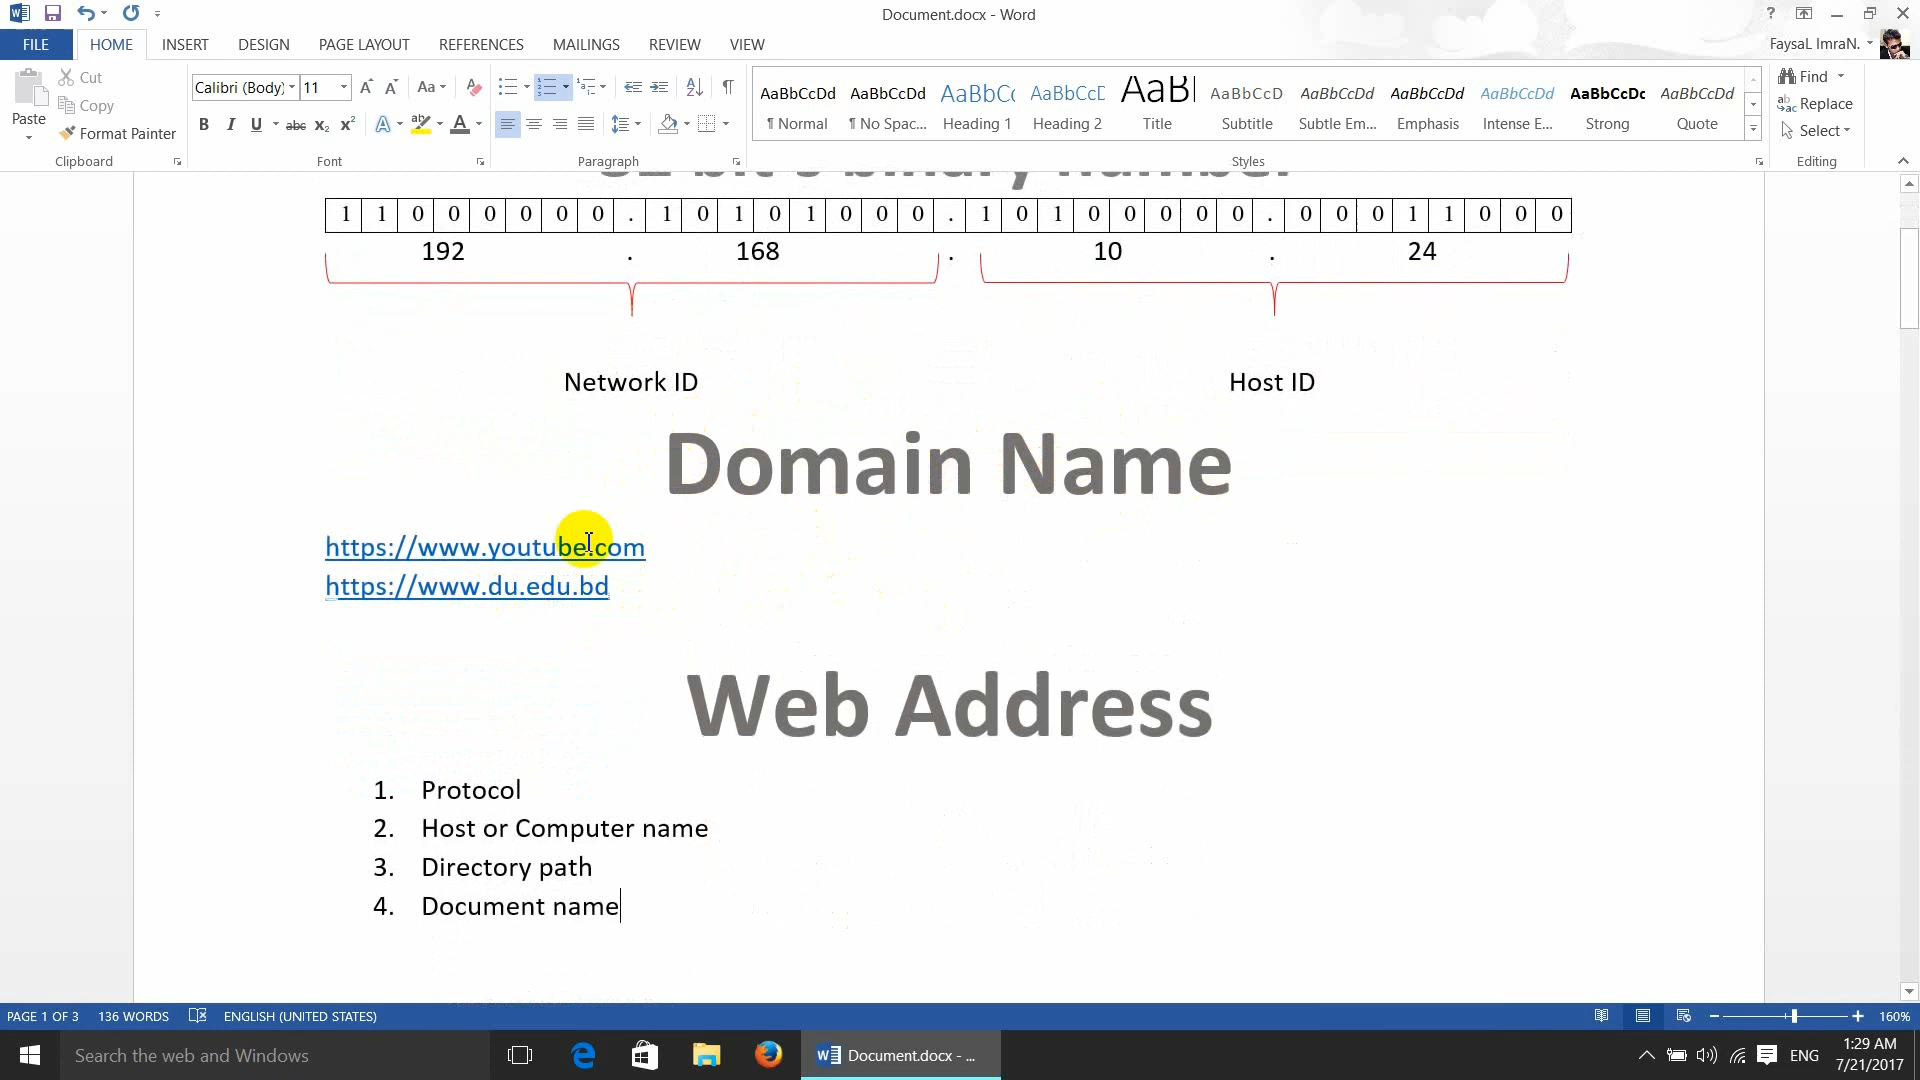 Document.docx - Word
FILE HOME INSERT DESIGN PAGE LAYOUT REFERENCES MAILINGS REVIEW VIEW
FaysaL ImraN.
Paste
Cut
Copy
Format Painter
Clipboard
Calibri (Body) 11
Font
Paragraph
AaBbCcDd AaBbCcDd AaBbCc AaBbCcD AaBl AaBbCcD AaBbCcDd AaBbCcDd AaBbCcDd AaBbCcDd AaBbCcDd
¶ Normal ¶ No Spac... Heading 1 Heading 2 Title Subtitle Subtle Em... Emphasis Intense E... Strong Quote
Styles
Find
Replace
Select
Editing
32 bit's binary number
1 1 0 0 0 0 0 0 . 1 0 1 0 1 0 0 0 . 1 0 1 0 0 0 0 0 . 0 0 0 1 1 0 0 0
192 . 168 . 10 . 24
Network ID Host ID
Domain Name
https://www.youtube.com
https://www.du.edu.bd
Web Address
1. Protocol
2. Host or Computer name
3. Directory path
4. Document name
PAGE 1 OF 3 136 WORDS ENGLISH (UNITED STATES) 160%
Search the web and Windows
Document.docx - ...
ENG
1:29 AM
7/21/2017